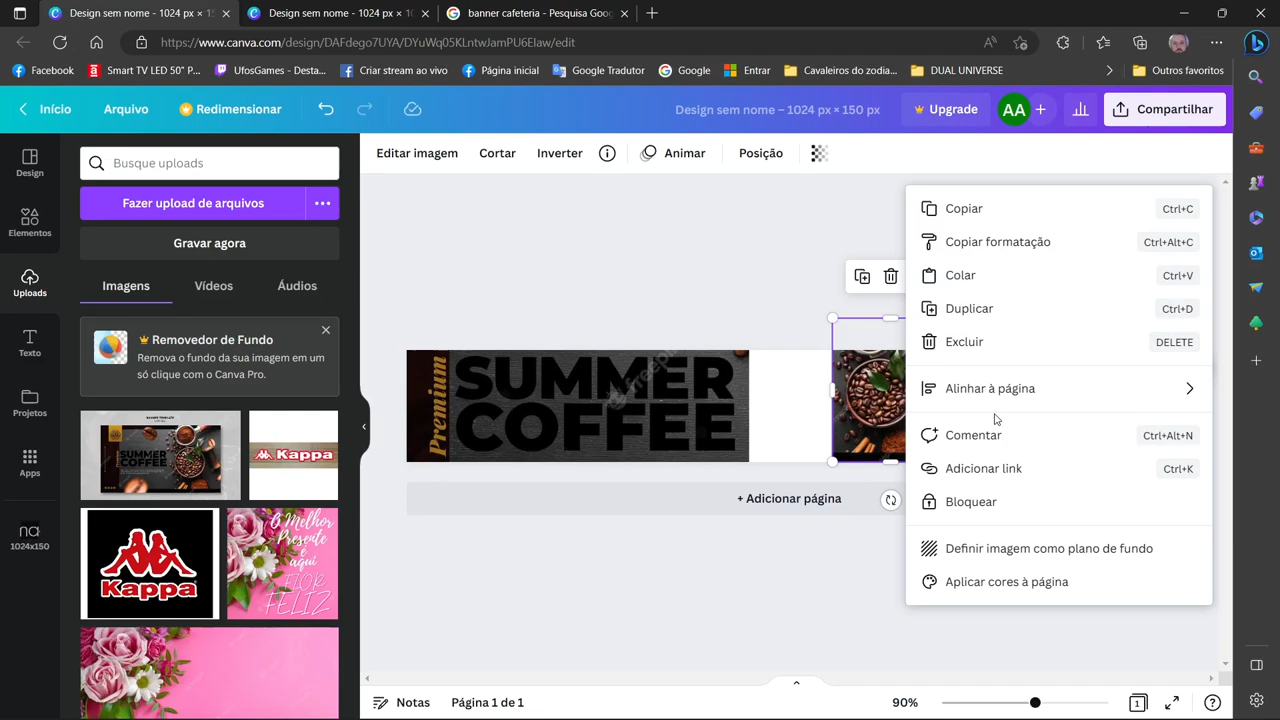 Design sem nome - 1024 px × 15
Design sem nome - 1024 px × 10
banner cafeteria - Pesquisa Goog
https://www.canva.com/design/DAFdego7UYA/DYuWq05KLntwJamPU6EIaw/edit
Facebook
Smart TV LED 50" P...
UfosGames - Desta...
Criar stream ao vivo
Página inicial
Google Tradutor
Google
Entrar
Cavaleiros do zodia...
DUAL UNIVERSE
Outros favoritos
Início
Arquivo
Redimensionar
Design sem nome – 1024 px × 150 px
Upgrade
AA
Compartilhar
Design
Elementos
Uploads
Texto
Projetos
Apps
na
1024x150
Busque uploads
Fazer upload de arquivos
Gravar agora
Imagens
Vídeos
Áudios
Removedor de Fundo
Remova o fundo da sua imagem em um
só clique com o Canva Pro.
SUMMER
COFFEE
Kappa
Kappa
O Melhor
Presente
é
aqui
FLOR
FELIZ
Editar imagem
Cortar
Inverter
Animar
Posição
Premium
SUMMER
COFFEE
+ Adicionar página
Copiar
Ctrl+C
Copiar formatação
Ctrl+Alt+C
Colar
Ctrl+V
Duplicar
Ctrl+D
Excluir
DELETE
Alinhar à página
Comentar
Ctrl+Alt+N
Adicionar link
Ctrl+K
Bloquear
Definir imagem como plano de fundo
Aplicar cores à página
Notas
Página 1 de 1
90%
1